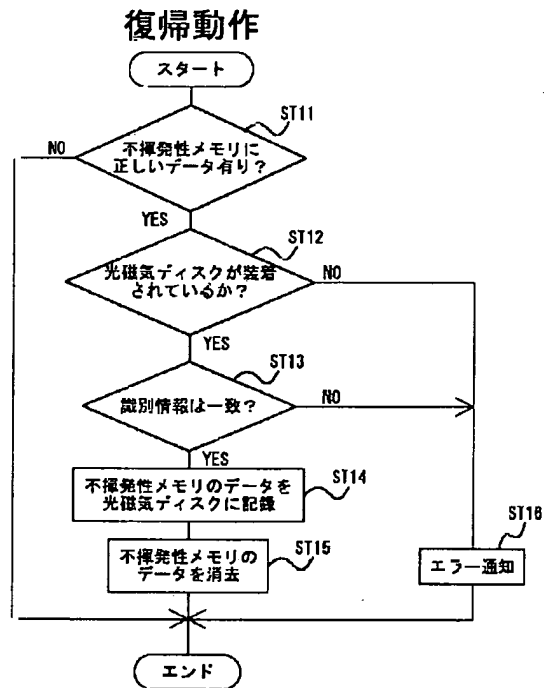 復帰動作
スタート
ST11
不揮発性メモリに
正しいデータ有り?
NO
YES
ST12
光磁気ディスクが装着
されているか?
NO
YES
ST13
識別情報は一致?
NO
YES
不揮発性メモリのデータを
光磁気ディスクに記録
ST14
不揮発性メモリの
データを消去
ST15
ST16
エラー通知
エンド